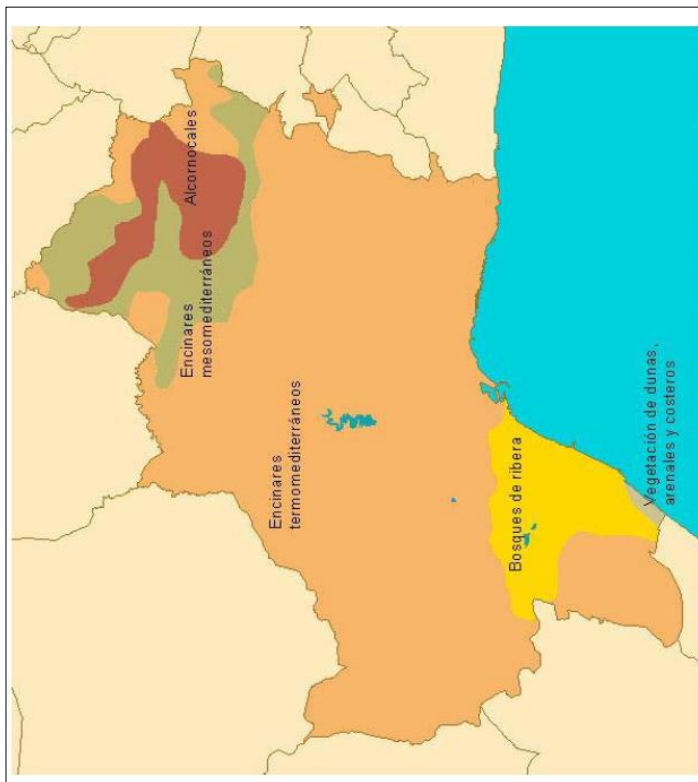 Alcornocales
Encinares
mesomediterráneos
Encinares
termomediterráneos
Bosques de ribera
Vegetación de dunas,
arenales y costeros